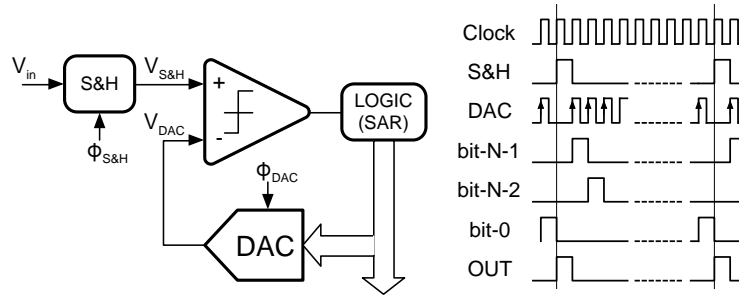 V_in
S&H
Φ_S&H
V_S&H
V_DAC
+
-
LOGIC
(SAR)
Φ_DAC
DAC
Clock
S&H
DAC
bit-N-1
bit-N-2
bit-0
OUT